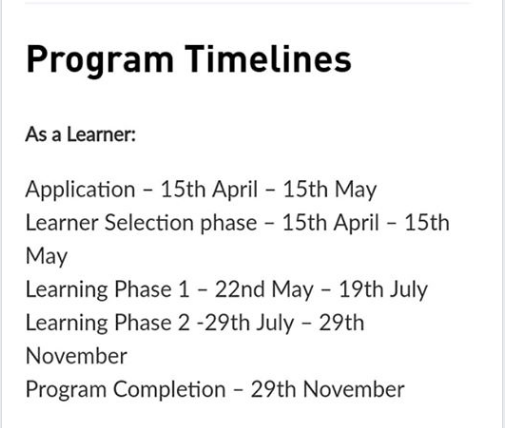 Program Timelines
As a Learner:
Application – 15th April – 15th May
Learner Selection phase – 15th April – 15th
May
Learning Phase 1 – 22nd May – 19th July
Learning Phase 2 -29th July – 29th
November
Program Completion – 29th November